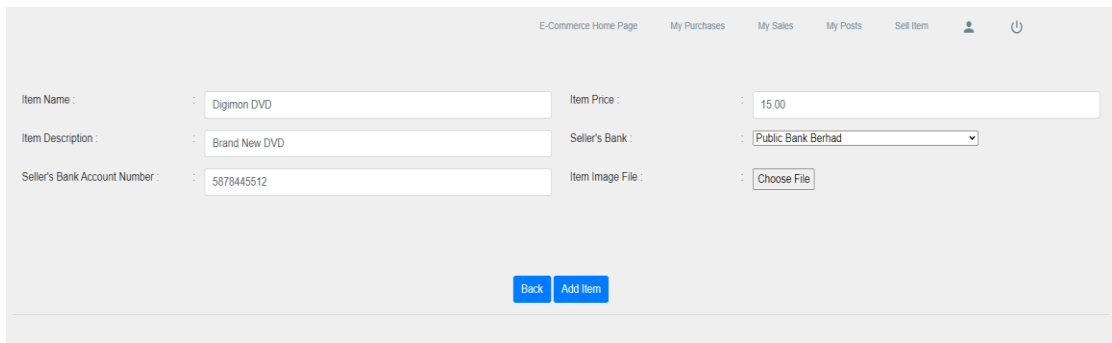 E-Commerce Home Page My Purchases My Sales My Posts Sell Item
Item Name : : Digimon DVD Item Price : : 15.00
Item Description : : Brand New DVD Seller's Bank : : Public Bank Berhad
Seller's Bank Account Number : : 5878445512 Item Image File : : Choose File
Back Add Item